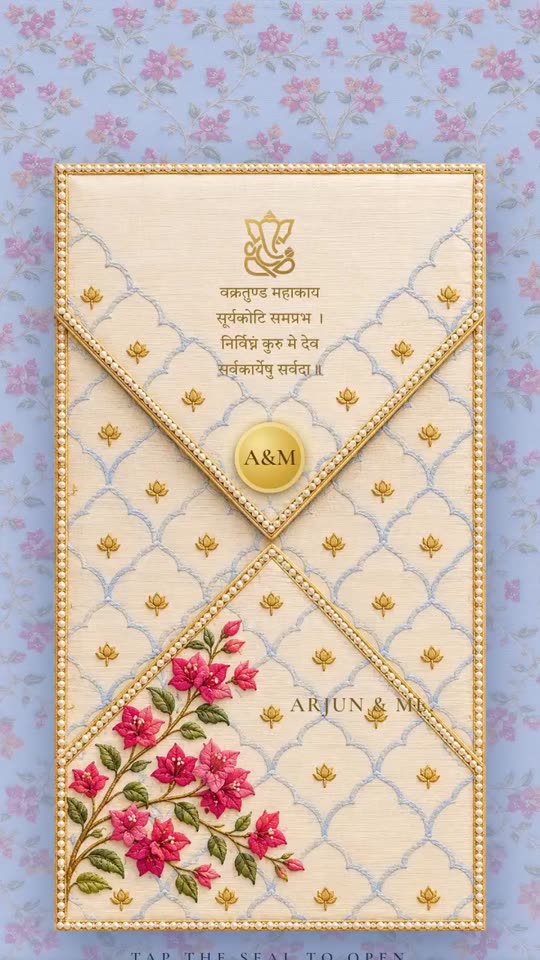 वक्रतुण्ड महाकाय
सूर्यकोटि समप्रभ ।
निर्विघ्नं कुरु मे देव
सर्वकार्येषु सर्वदा॥
A&M
ARJUN &
TAP THE SEAL TO OPEN